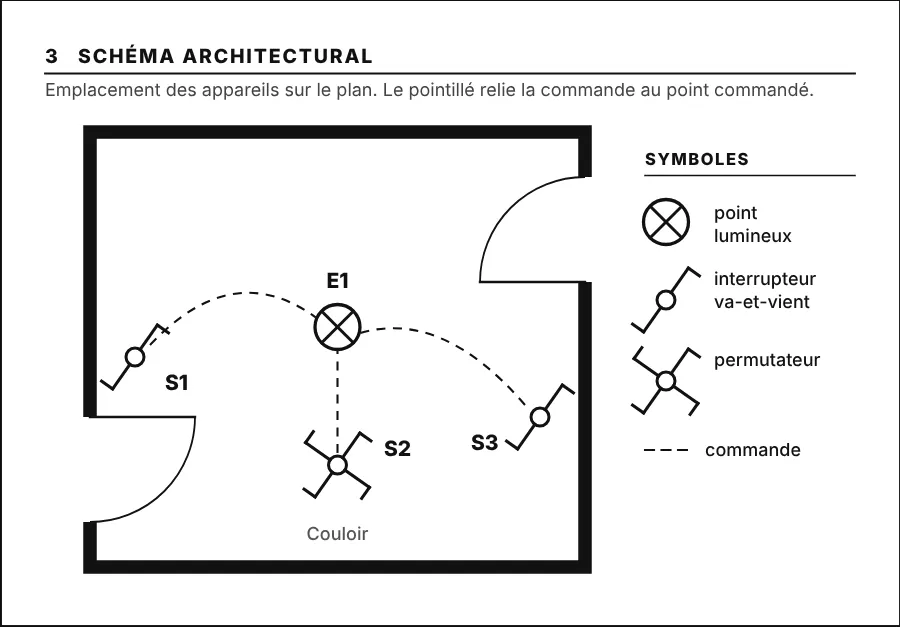 3 SCHÉMA ARCHITECTURAL
Emplacement des appareils sur le plan. Le pointillé relie la commande au point commandé.
SYMBOLES
point
lumineux
interrupteur
va-et-vient
permutateur
commande
E1
S1
S2
S3
Couloir